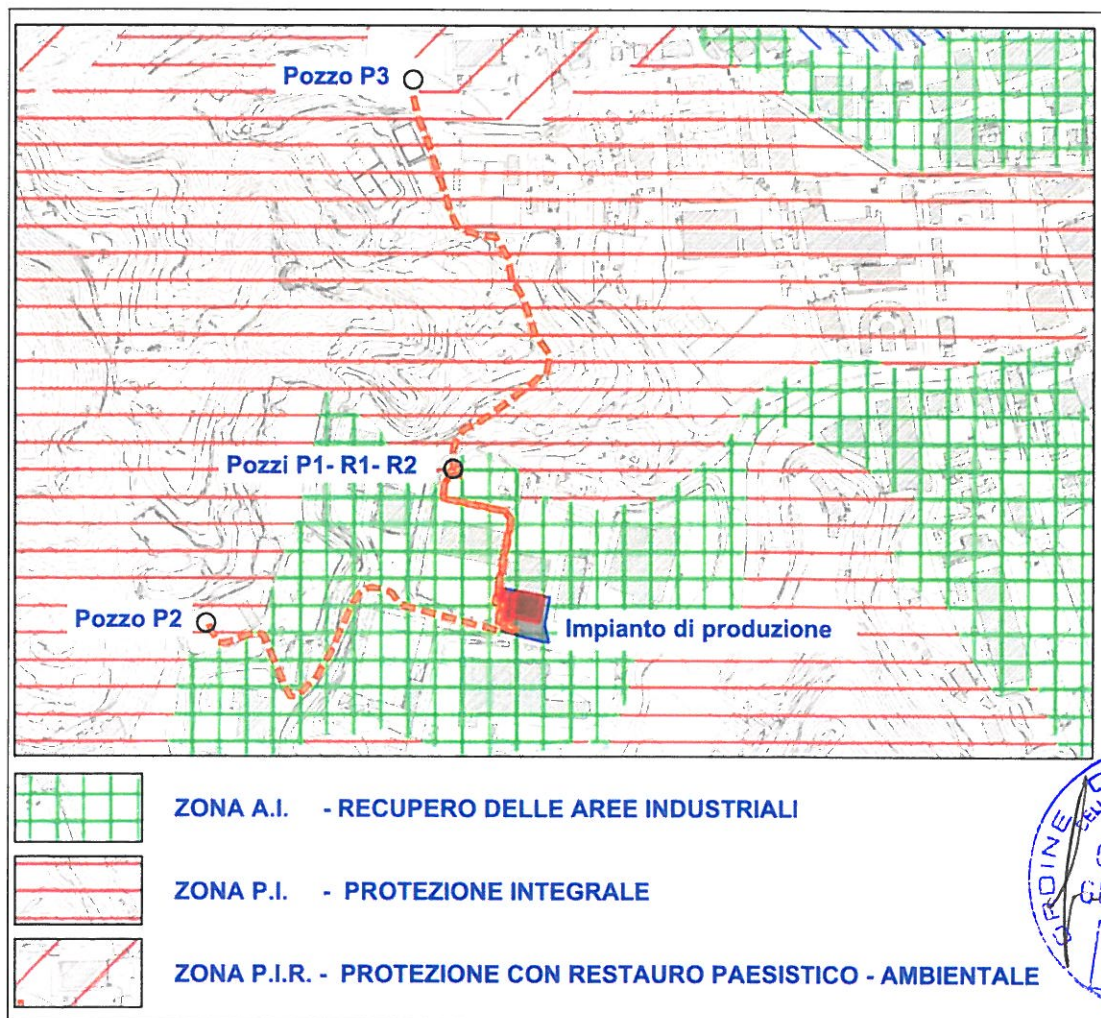 Pozzo P3
Pozzi P1- R1- R2
Pozzo P2
Impianto di produzione
ZONA A.I. - RECUPERO DELLE AREE INDUSTRIALI
ZONA P.I. - PROTEZIONE INTEGRALE
ZONA P.I.R. - PROTEZIONE CON RESTAURO PAESISTICO - AMBIENTALE
ORDINE